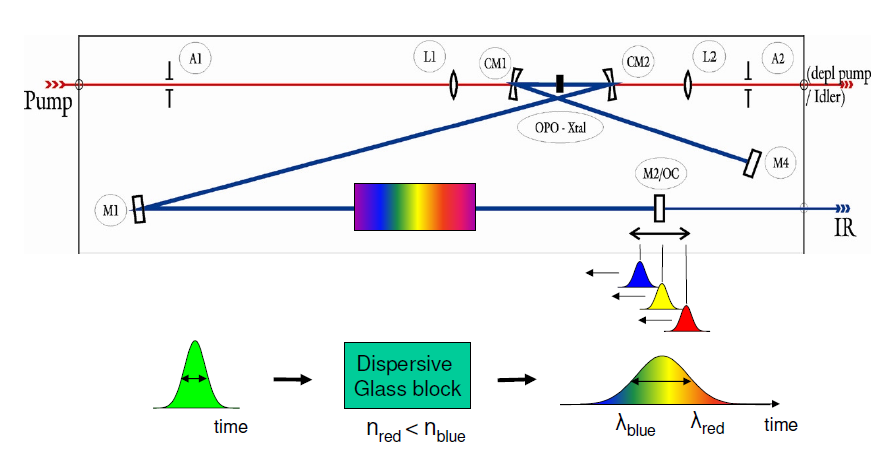 A1
L1
CM1
CM2
L2
A2
Pump
(depl pump
/ Idler)
OPO - Xtal
M4
M2/OC
M1
IR
Dispersive
Glass block
time
n_red < n_blue
λ_blue
λ_red
time